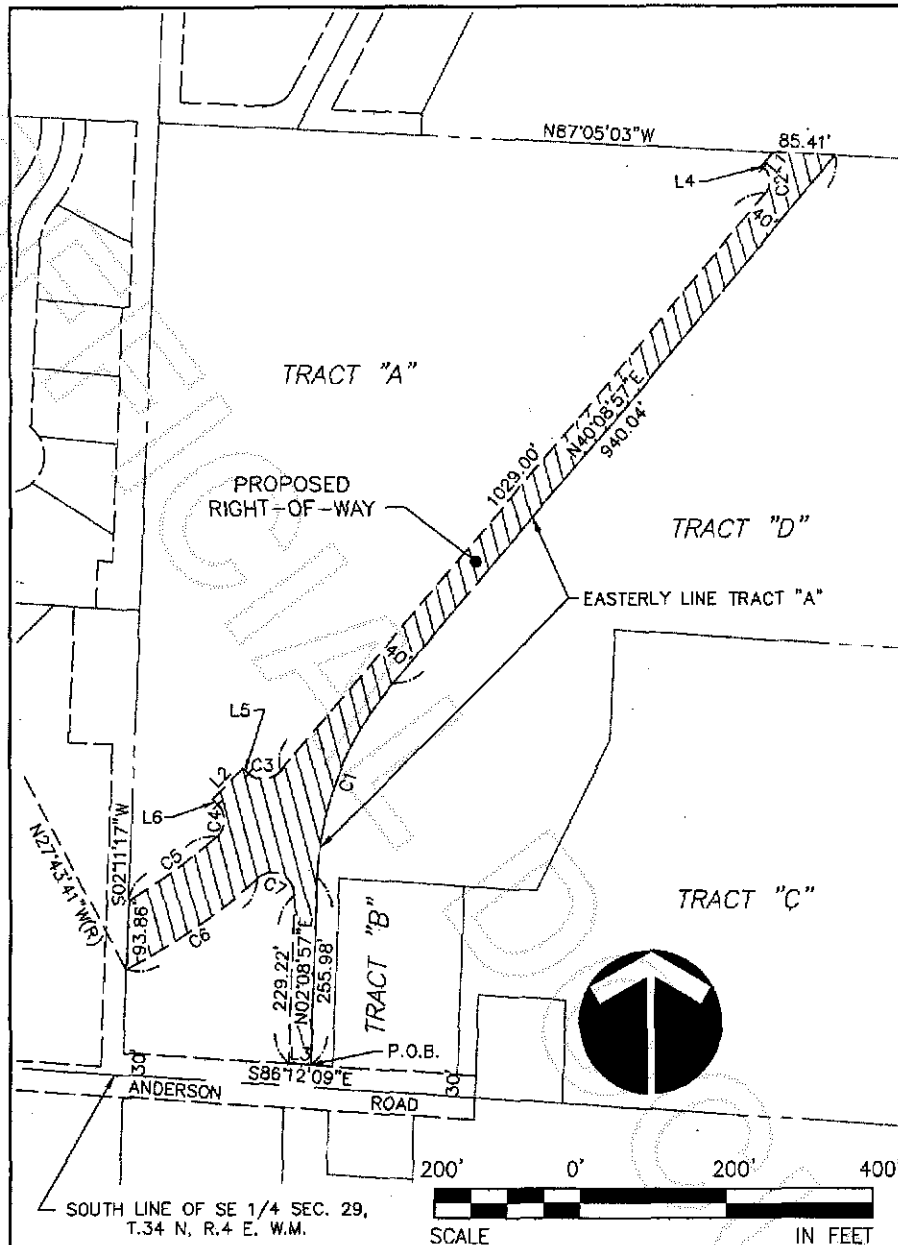 N87°05'03"W
85.41'
L4
C2
40'
TRACT "A"
N40°08'57"E
940.04'
1029.00'
PROPOSED
RIGHT-OF-WAY
TRACT "D"
EASTERLY LINE TRACT "A"
40'
L5
C3
L2
C1
L6
C4
C5
S02°11'17"W
N27°43'41"W(R)
93.86'
C6
C7
TRACT "C"
TRACT "B"
229.22'
N02°08'57"E
255.98'
L3
P.O.B.
30'
S86°12'09"E
30'
ANDERSON ROAD
SOUTH LINE OF SE 1/4 SEC. 29,
T.34 N, R.4 E. W.M.
200' 0' 200' 400'
SCALE IN FEET